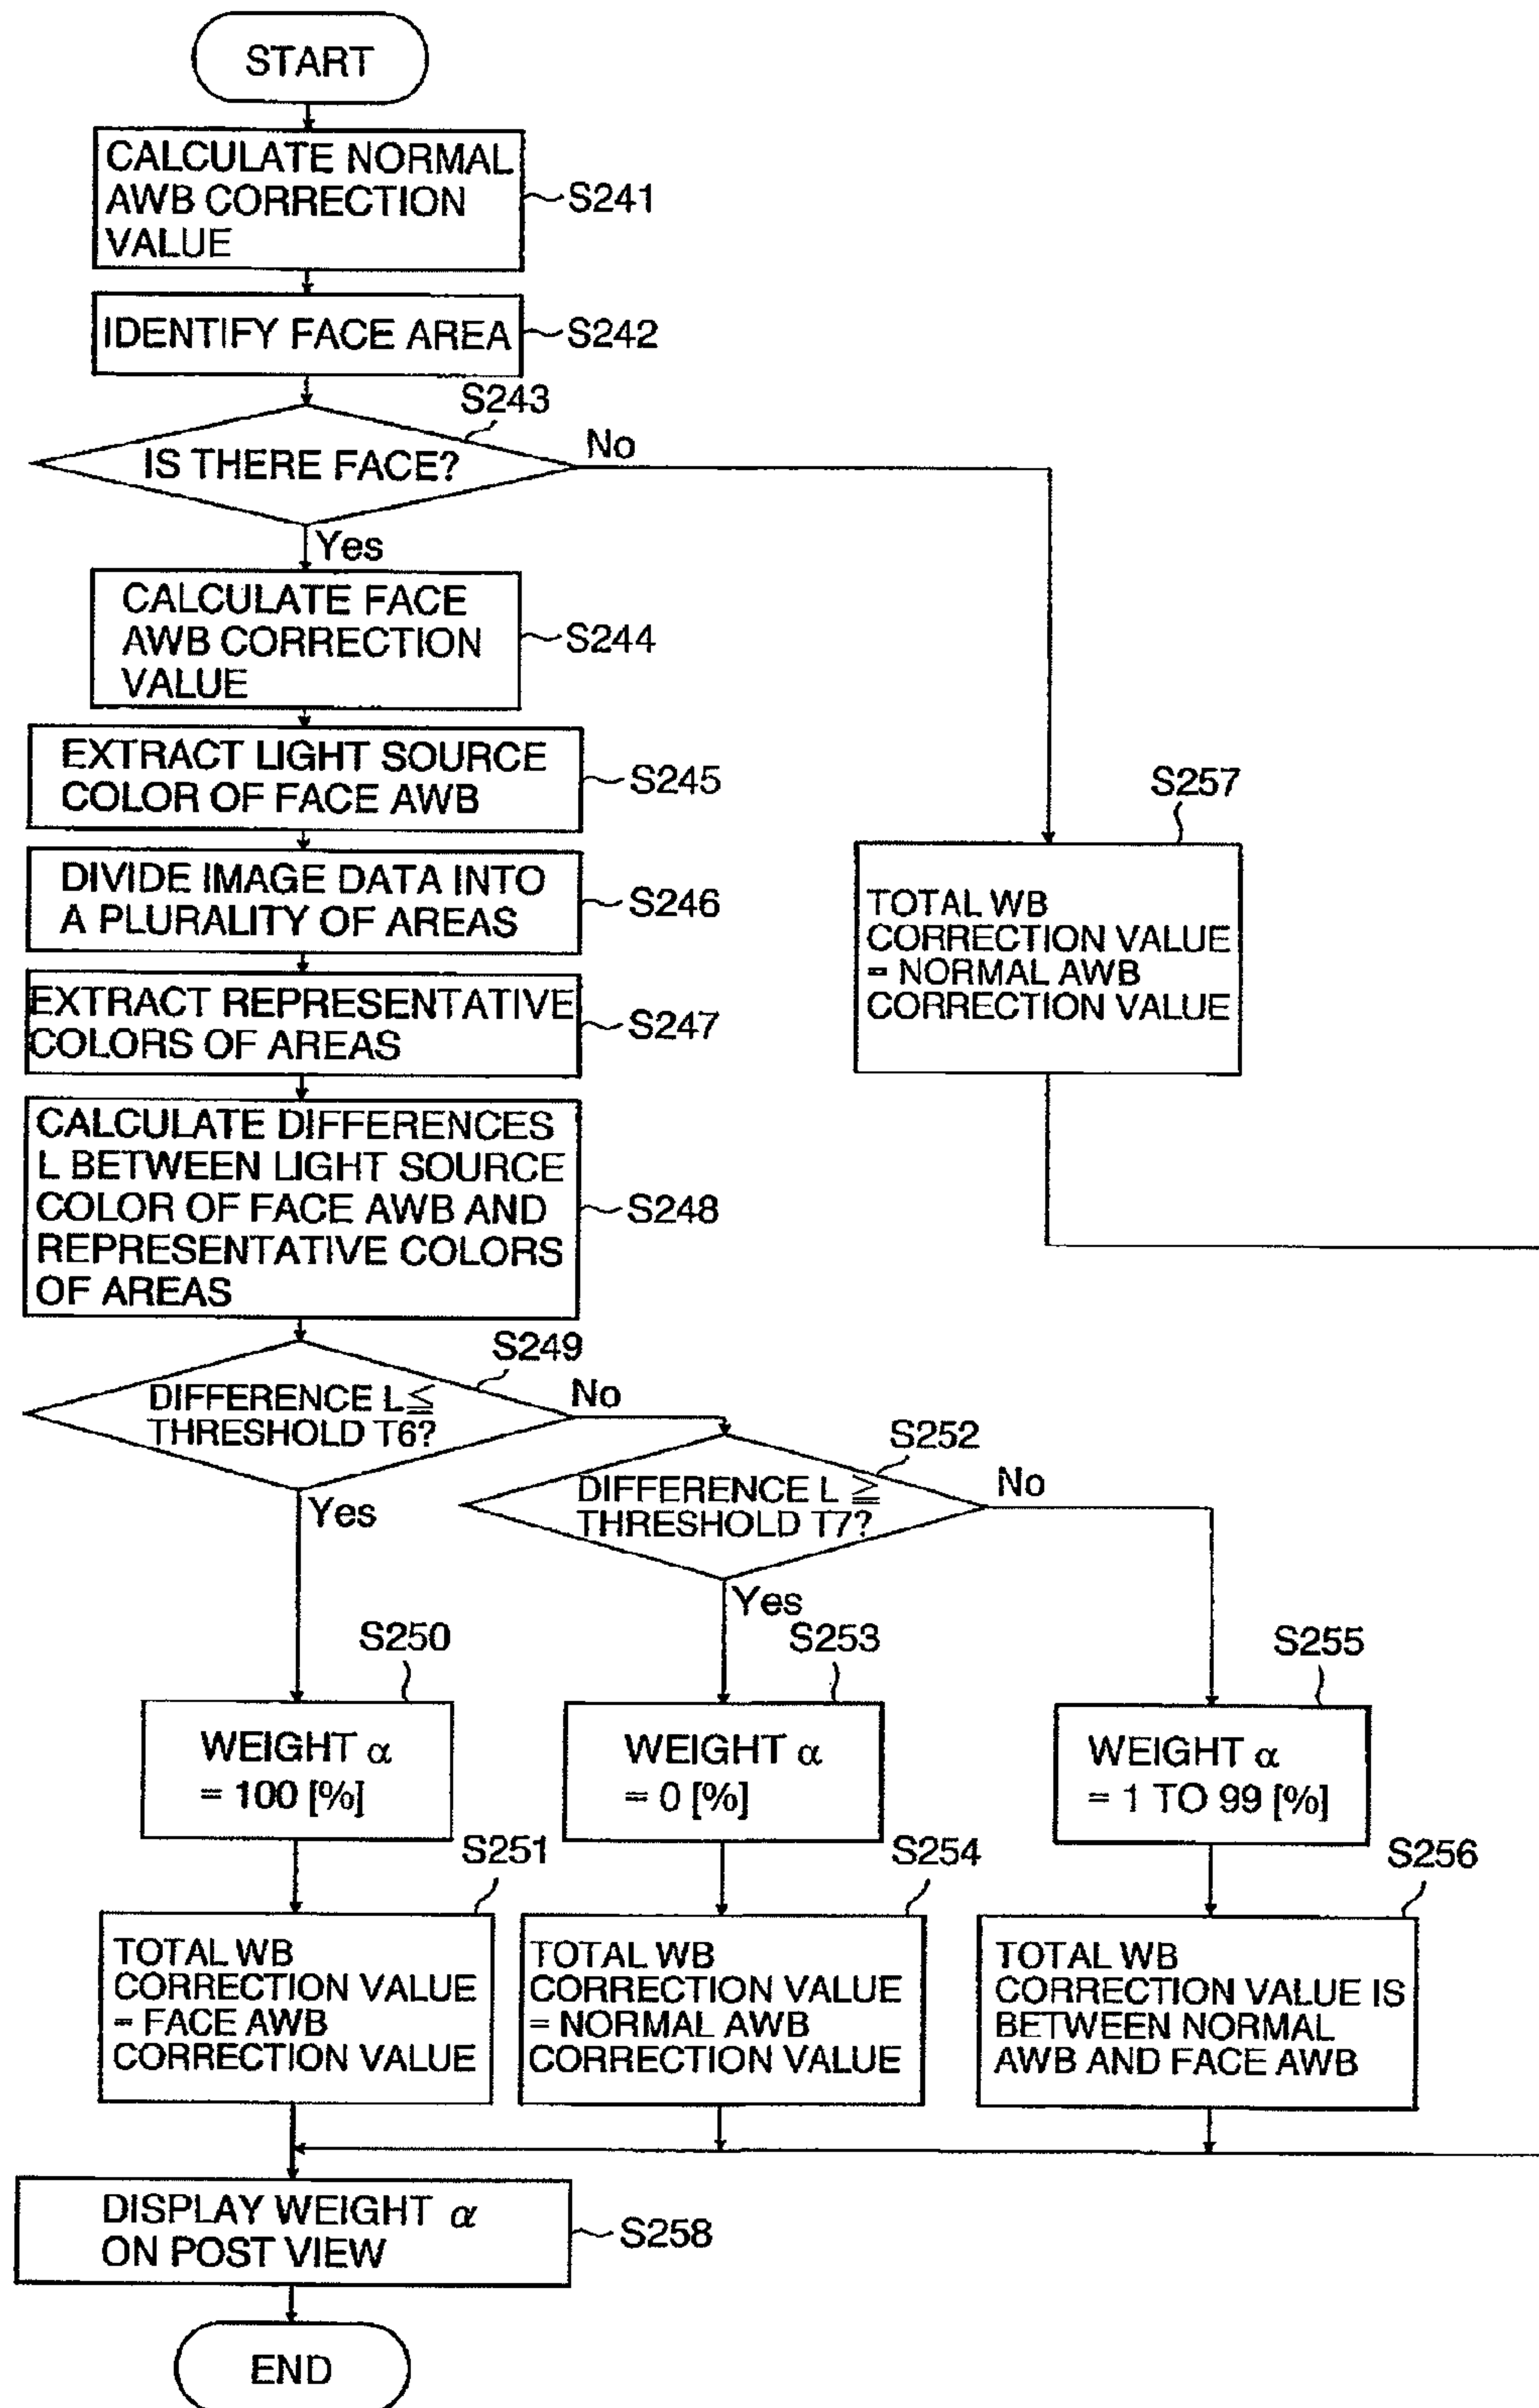 START
CALCULATE NORMAL
AWB CORRECTION
VALUE
S241
IDENTIFY FACE AREA
S242
S243
IS THERE FACE?
No
Yes
CALCULATE FACE
AWB CORRECTION
VALUE
S244
EXTRACT LIGHT SOURCE
COLOR OF FACE AWB
S245
DIVIDE IMAGE DATA INTO
A PLURALITY OF AREAS
S246
EXTRACT REPRESENTATIVE
COLORS OF AREAS
S247
S257
TOTAL WB
CORRECTION VALUE
= NORMAL AWB
CORRECTION VALUE
CALCULATE DIFFERENCES
L BETWEEN LIGHT SOURCE
COLOR OF FACE AWB AND
REPRESENTATIVE COLORS
OF AREAS
S248
S249
DIFFERENCE L≦
THRESHOLD T6?
No
Yes
S252
DIFFERENCE L ≧
THRESHOLD T7?
No
Yes
S250
WEIGHT α
= 100 [%]
S253
WEIGHT α
= 0 [%]
S255
WEIGHT α
= 1 TO 99 [%]
S251
TOTAL WB
CORRECTION VALUE
= FACE AWB
CORRECTION VALUE
S254
TOTAL WB
CORRECTION VALUE
= NORMAL AWB
CORRECTION VALUE
S256
TOTAL WB
CORRECTION VALUE IS
BETWEEN NORMAL
AWB AND FACE AWB
DISPLAY WEIGHT α
ON POST VIEW
S258
END